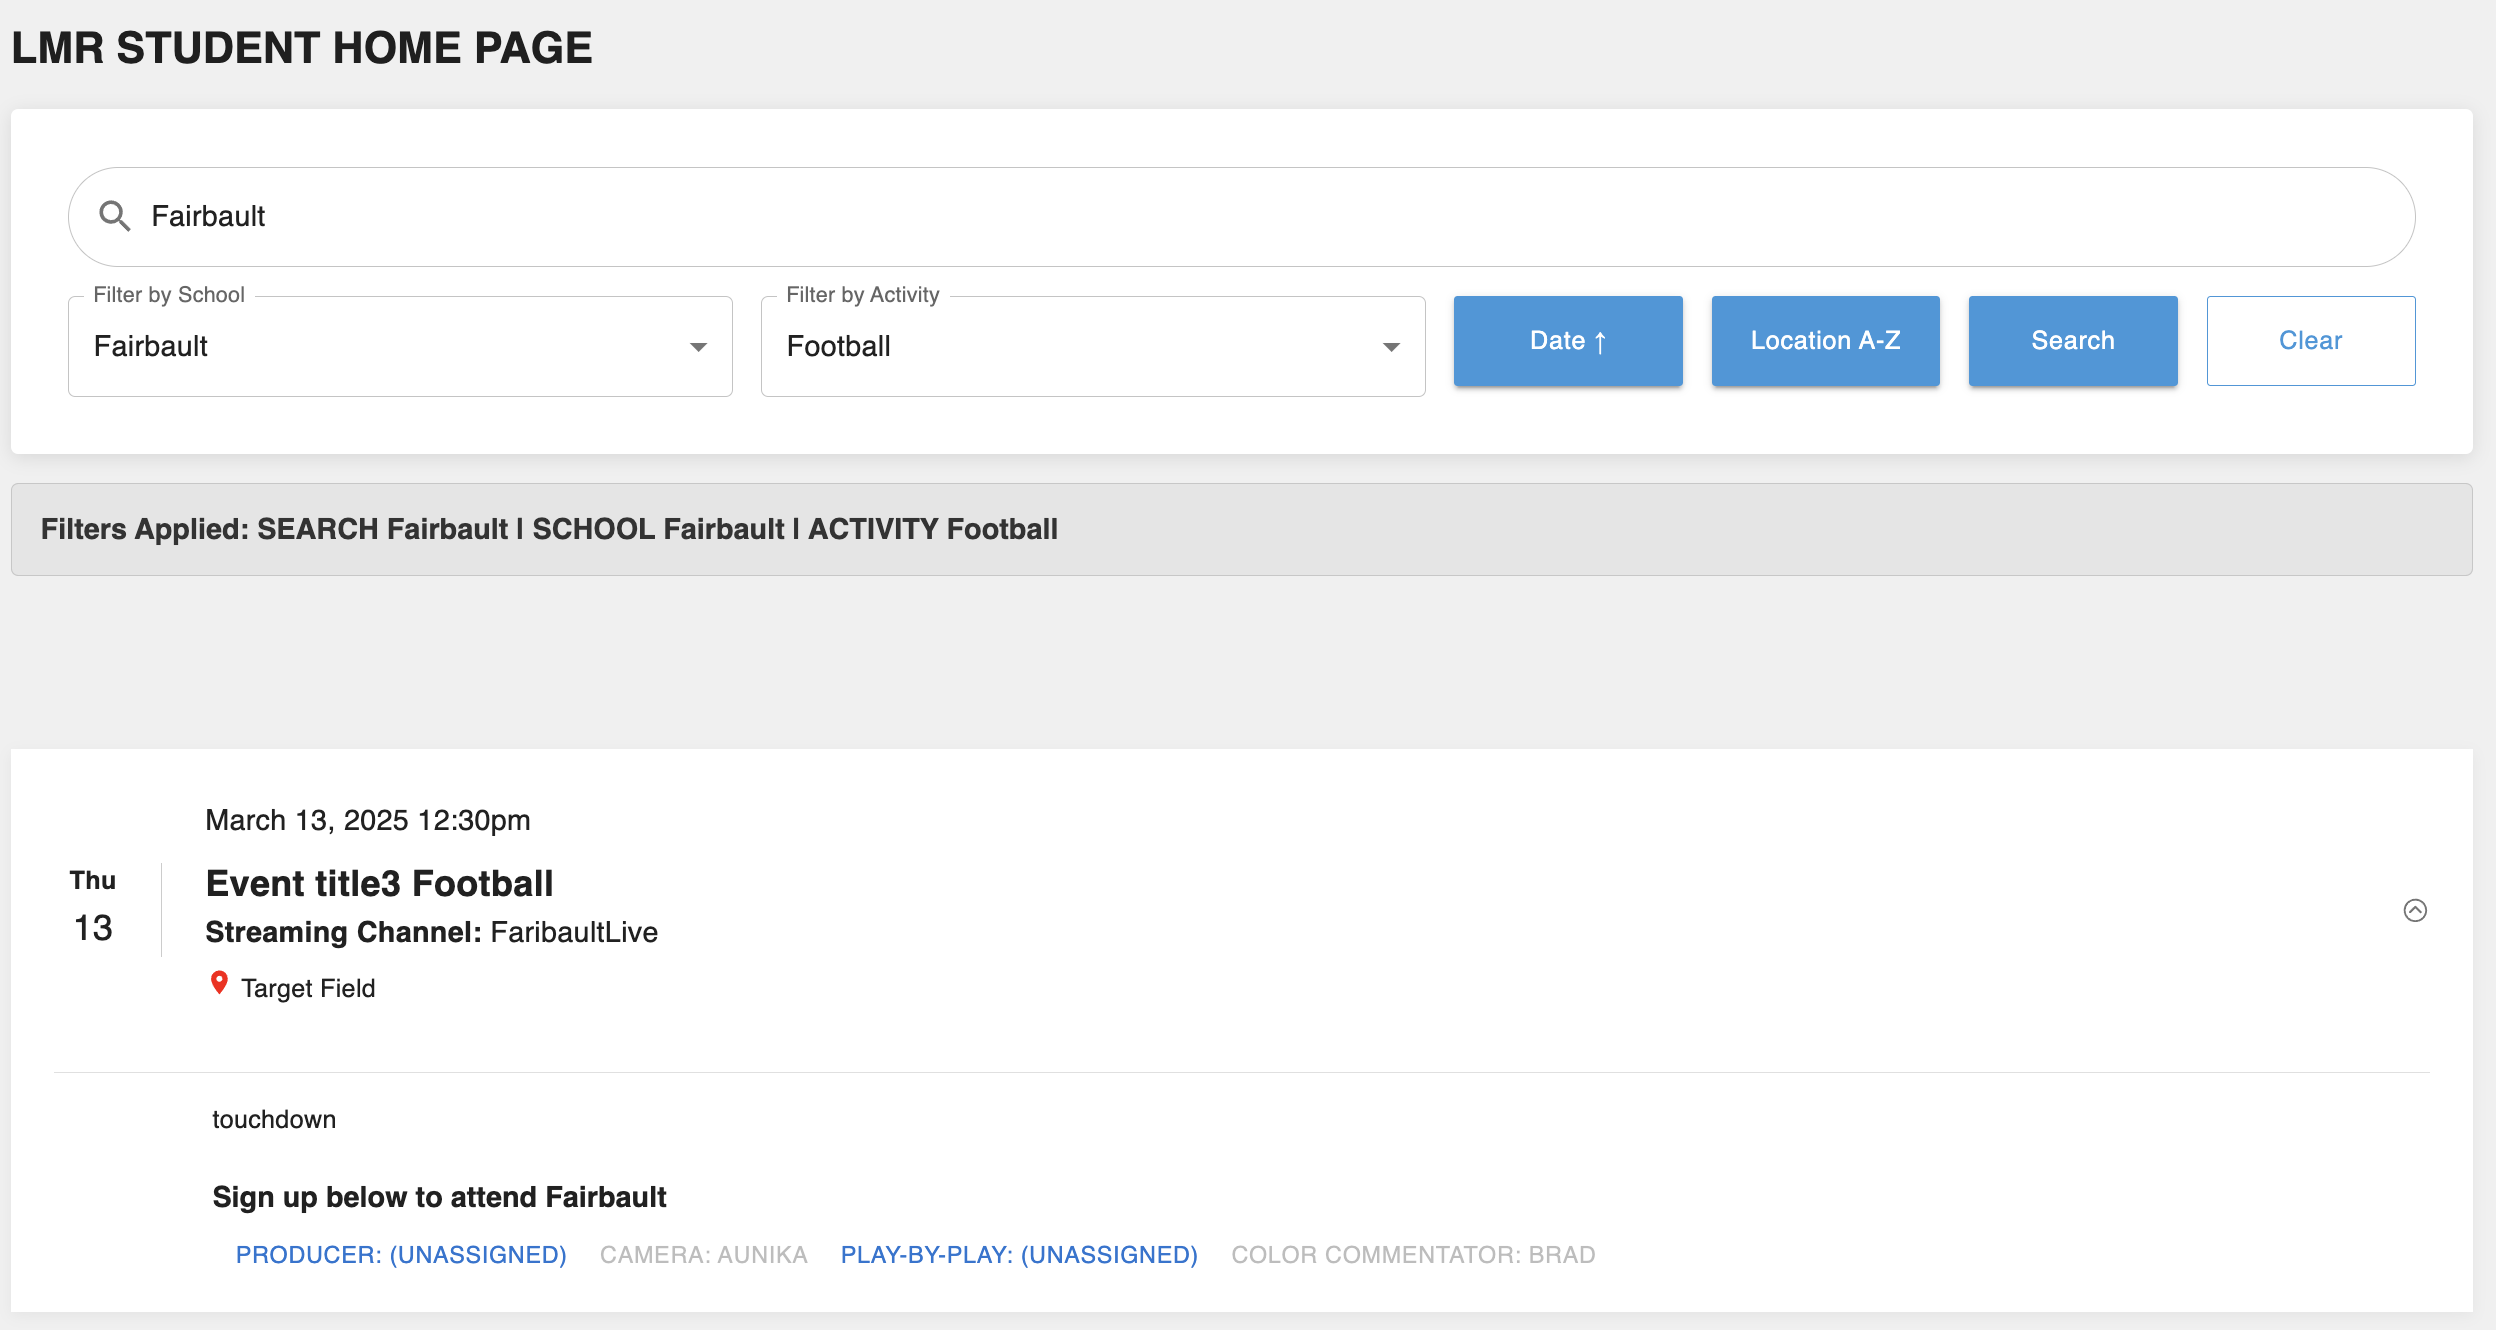 LMR STUDENT HOME PAGE
Fairbault
Filter by School
Fairbault
Filter by Activity
Football
Date ↑
Location A-Z
Search
Clear
Filters Applied: SEARCH Fairbault | SCHOOL Fairbault | ACTIVITY Football
March 13, 2025 12:30pm
Thu
13
Event title3 Football
Streaming Channel: FaribaultLive
Target Field
touchdown
Sign up below to attend Fairbault
PRODUCER: (UNASSIGNED) CAMERA: AUNIKA PLAY-BY-PLAY: (UNASSIGNED) COLOR COMMENTATOR: BRAD